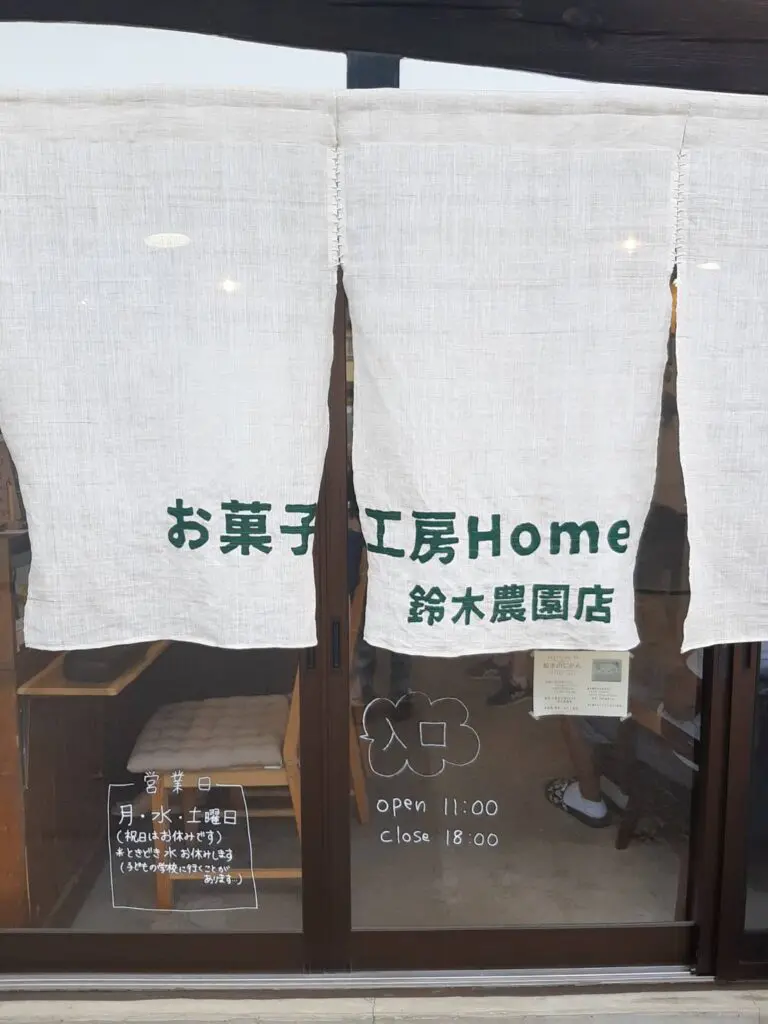 お菓子工房Home
鈴木農園店
入口
open 11:00
close 18:00
営業日
月・水・土曜日
(祝日はお休みです)
*ときどき水お休みします
(子どもの学校に行くことが
あります…)